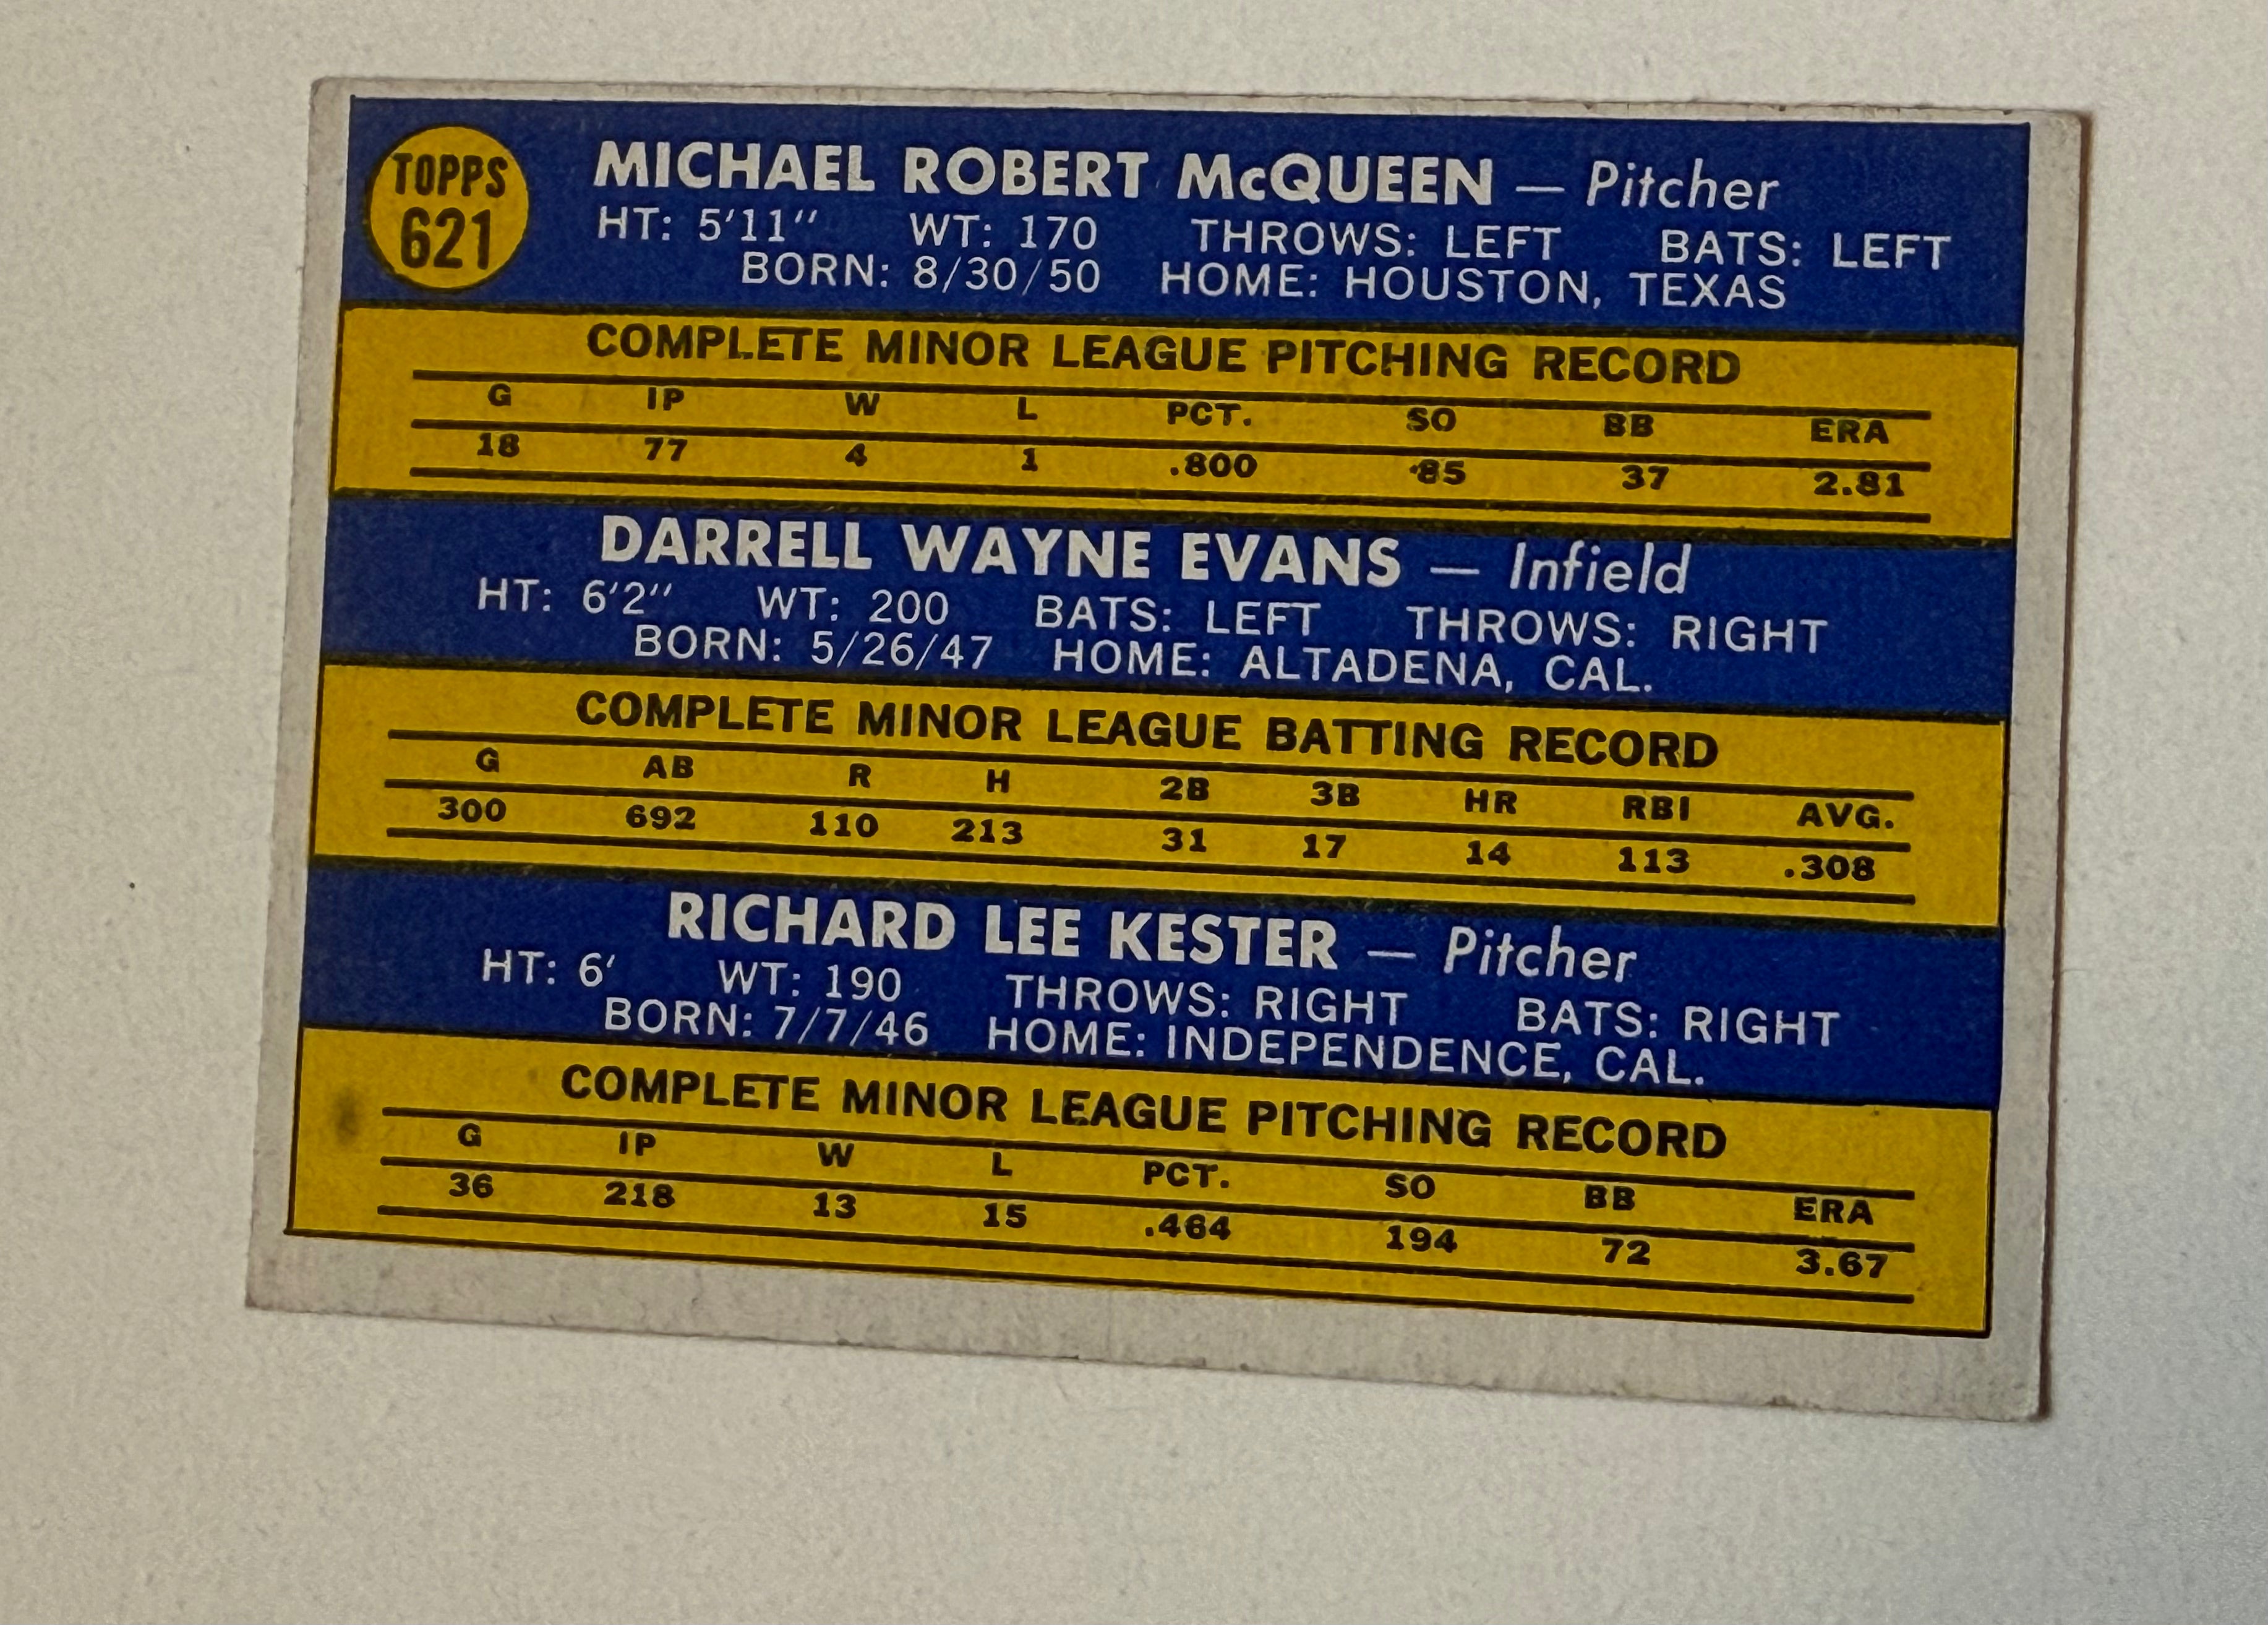 TOPPS
621
MICHAEL ROBERT McQUEEN — Pitcher
HT: 5'11" WT: 170 THROWS: LEFT BATS: LEFT
BORN: 8/30/50 HOME: HOUSTON, TEXAS
COMPLETE MINOR LEAGUE PITCHING RECORD
G IP W L PCT. SO BB ERA
18 77 4 1 .800 85 37 2.81
DARRELL WAYNE EVANS — Infield
HT: 6'2" WT: 200 BATS: LEFT THROWS: RIGHT
BORN: 5/26/47 HOME: ALTADENA, CAL.
COMPLETE MINOR LEAGUE BATTING RECORD
G AB R H 2B 3B HR RBI AVG.
300 692 110 213 31 17 14 113 .308
RICHARD LEE KESTER — Pitcher
HT: 6' WT: 190 THROWS: RIGHT BATS: RIGHT
BORN: 7/7/46 HOME: INDEPENDENCE, CAL.
COMPLETE MINOR LEAGUE PITCHING RECORD
G IP W L PCT. SO BB ERA
36 218 13 15 .464 194 72 3.67